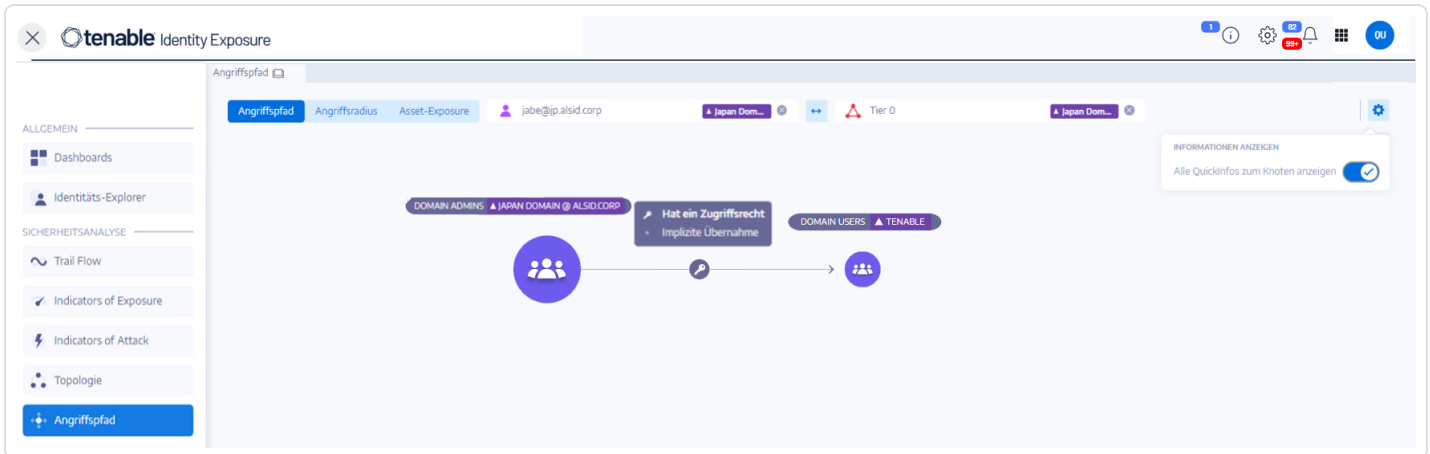 tenable Identity Exposure
1
82
99+
QU
Angriffspfad
Angriffspfad Angriffsradius Asset-Exposure jabe@jp.alsid.corp Japan Dom... Tier 0 Japan Dom...
INFORMATIONEN ANZEIGEN
Alle QuickInfos zum Knoten anzeigen
ALLGEMEIN
Dashboards
Identitäts-Explorer
SICHERHEITSANALYSE
Trail Flow
Indicators of Exposure
Indicators of Attack
Topologie
Angriffspfad
DOMAIN ADMINS JAPAN DOMAIN @ ALSID.CORP
Hat ein Zugriffsrecht
Implizite Übernahme
DOMAIN USERS TENABLE